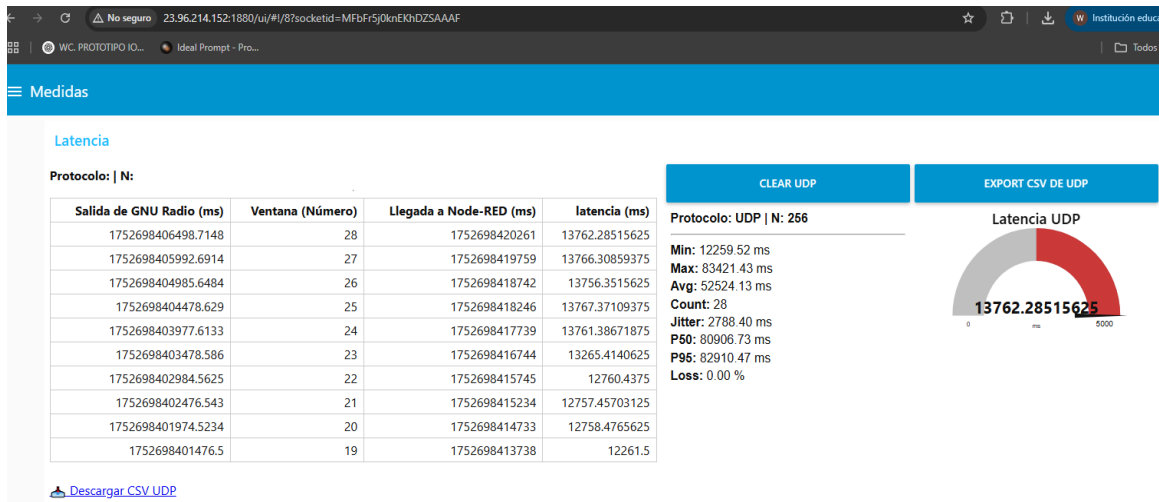 No seguro 23.96.214.152:1880/ui/#!/8?socketid=MFbFr5j0knEKhDZSAAAF
W Institución educa
WC. PROTOTIPO IO... Ideal Prompt - Pro... Todos
Medidas
Latencia
Protocolo: | N:
Salida de GNU Radio (ms) Ventana (Número) Llegada a Node-RED (ms) latencia (ms)
1752698406498.7148 28 1752698420261 13762.28515625
1752698405992.6914 27 1752698419759 13766.30859375
1752698404985.6484 26 1752698418742 13756.3515625
1752698404478.629 25 1752698418246 13767.37109375
1752698403977.6133 24 1752698417739 13761.38671875
1752698403478.586 23 1752698416744 13265.4140625
1752698402984.5625 22 1752698415745 12760.4375
1752698402476.543 21 1752698415234 12757.45703125
1752698401974.5234 20 1752698414733 12758.4765625
1752698401476.5 19 1752698413738 12261.5
Descargar CSV UDP
CLEAR UDP
Protocolo: UDP | N: 256
Min: 12259.52 ms
Max: 83421.43 ms
Avg: 52524.13 ms
Count: 28
Jitter: 2788.40 ms
P50: 80906.73 ms
P95: 82910.47 ms
Loss: 0.00 %
EXPORT CSV DE UDP
Latencia UDP
13762.28515625
0 ms 5000